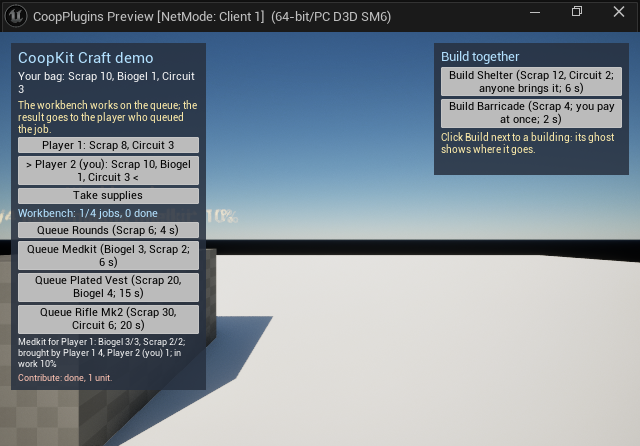 CoopPlugins Preview [NetMode: Client 1]  (64-bit/PC D3D SM6)
CoopKit Craft demo
Your bag: Scrap 10, Biogel 1, Circuit
3
The workbench works on the queue; the
result goes to the player who queued
the job.
Player 1: Scrap 8, Circuit 3
> Player 2 (you): Scrap 10, Biogel
1, Circuit 3 <
Take supplies
Workbench: 1/4 jobs, 0 done
Queue Rounds (Scrap 6; 4 s)
Queue Medkit (Biogel 3, Scrap 2;
6 s)
Queue Plated Vest (Scrap 20,
Biogel 4; 15 s)
Queue Rifle Mk2 (Scrap 30,
Circuit 6; 20 s)
Medkit for Player 1: Biogel 3/3, Scrap 2/2;
brought by Player 1 4, Player 2 (you) 1; in
work 10%
Contribute: done, 1 unit.
Build together
Build Shelter (Scrap 12, Circuit 2;
anyone brings it; 6 s)
Build Barricade (Scrap 4; you pay
at once; 2 s)
Click Build next to a building: its ghost
shows where it goes.
10%